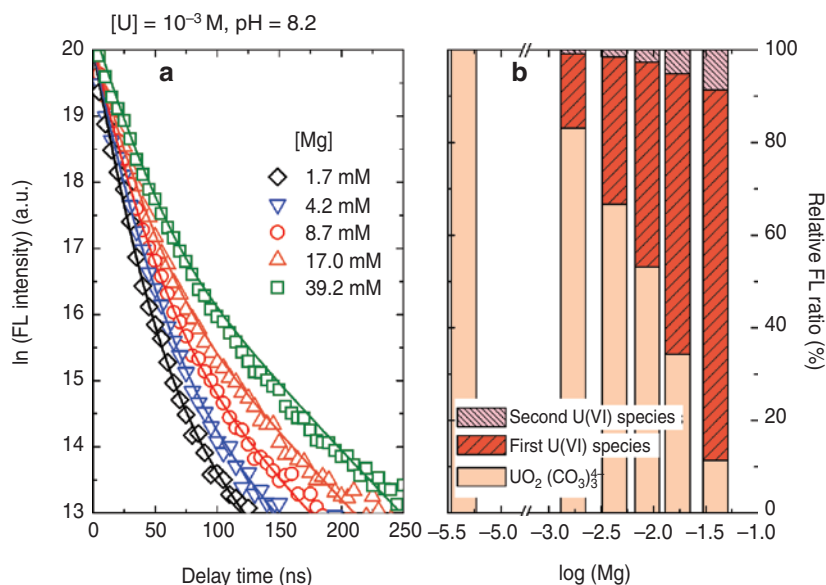 [U] = 10⁻³ M, pH = 8.2
a
20
19
18
17
16
15
14
13
ln (FL intensity) (a.u.)
[Mg]
1.7 mM
4.2 mM
8.7 mM
17.0 mM
39.2 mM
0 50 100 150 200 250
Delay time (ns)
b
100
80
60
40
20
0
Relative FL ratio (%)
Second U(VI) species
First U(VI) species
UO₂ (CO₃)₃⁴⁻
−5.5 −3.0 −2.5 −2.0 −1.5 −1.0
log (Mg)